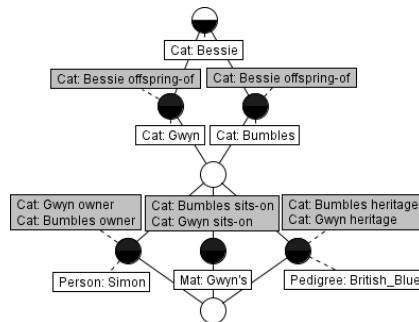 Cat: Bessie
Cat: Bessie offspring-of
Cat: Bessie offspring-of
Cat: Gwyn
Cat: Bumbles
Cat: Gwyn owner
Cat: Bumbles owner
Cat: Bumbles sits-on
Cat: Gwyn sits-on
Cat: Bumbles heritage
Cat: Gwyn heritage
Person: Simon
Mat: Gwyn's
Pedigree: British_Blue